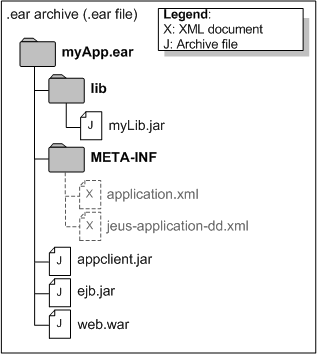 .ear archive (.ear file)
Legend:
X: XML document
J: Archive file
myApp.ear
lib
J myLib.jar
META-INF
X application.xml
X jeus-application-dd.xml
J appclient.jar
J ejb.jar
J web.war